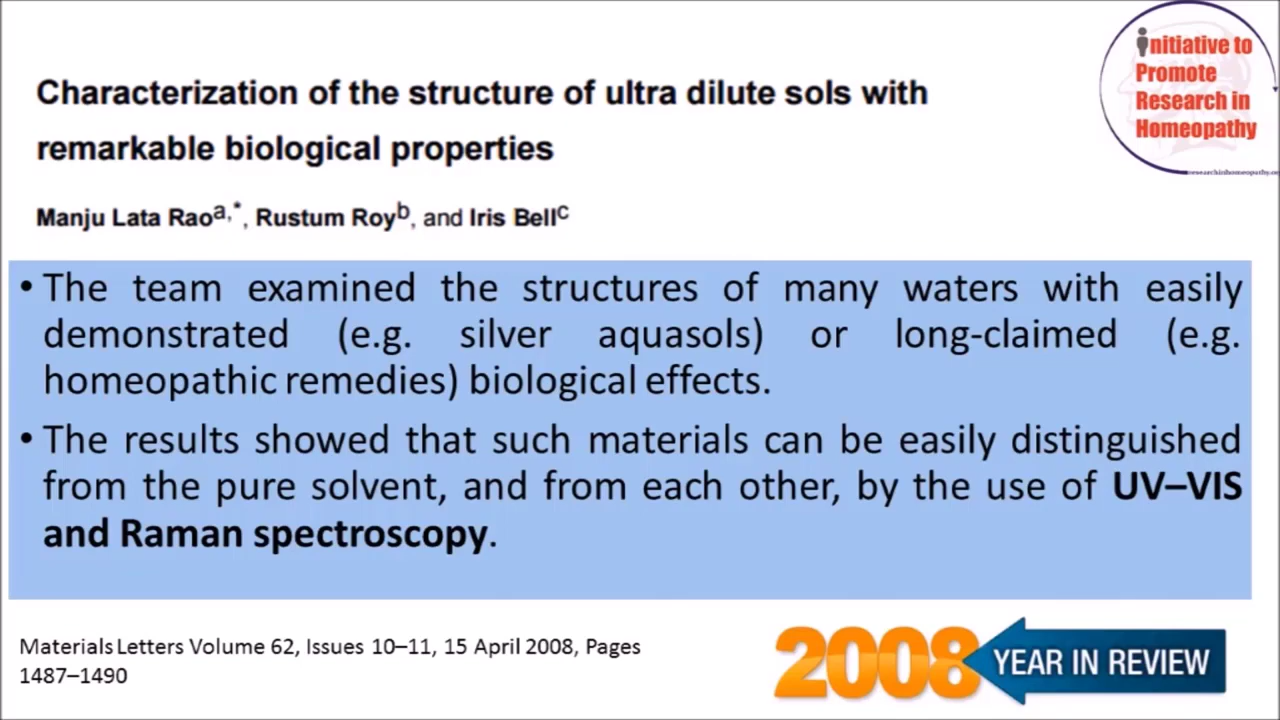 Initiative to
Promote
Research in
Homeopathy
researchinhomeopathy.o
Characterization of the structure of ultra dilute sols with
remarkable biological properties
Manju Lata Raoa,*, Rustum Royb, and Iris Bellc
• The team examined the structures of many waters with easily
demonstrated (e.g. silver aquasols) or long-claimed (e.g.
homeopathic remedies) biological effects.
• The results showed that such materials can be easily distinguished
from the pure solvent, and from each other, by the use of UV–VIS
and Raman spectroscopy.
Materials Letters Volume 62, Issues 10–11, 15 April 2008, Pages
1487–1490
2008 YEAR IN REVIEW